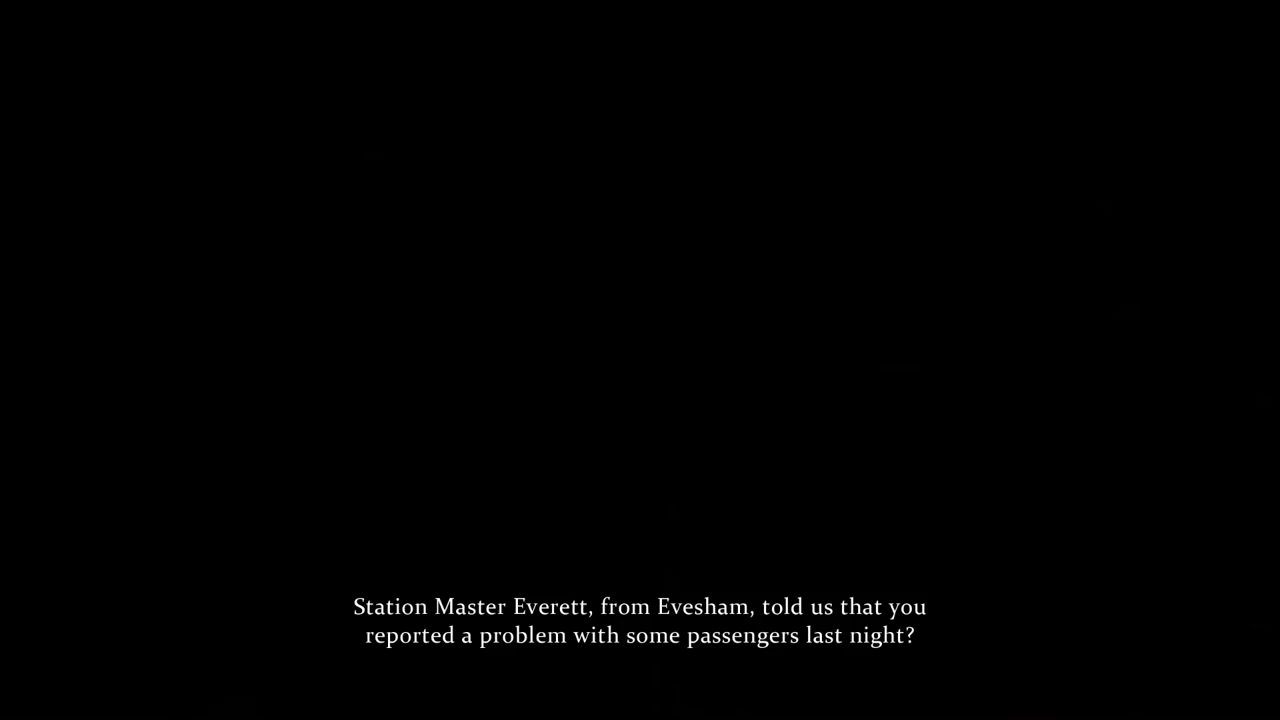 Station Master Everett, from Evesham, told us that you
reported a problem with some passengers last night?